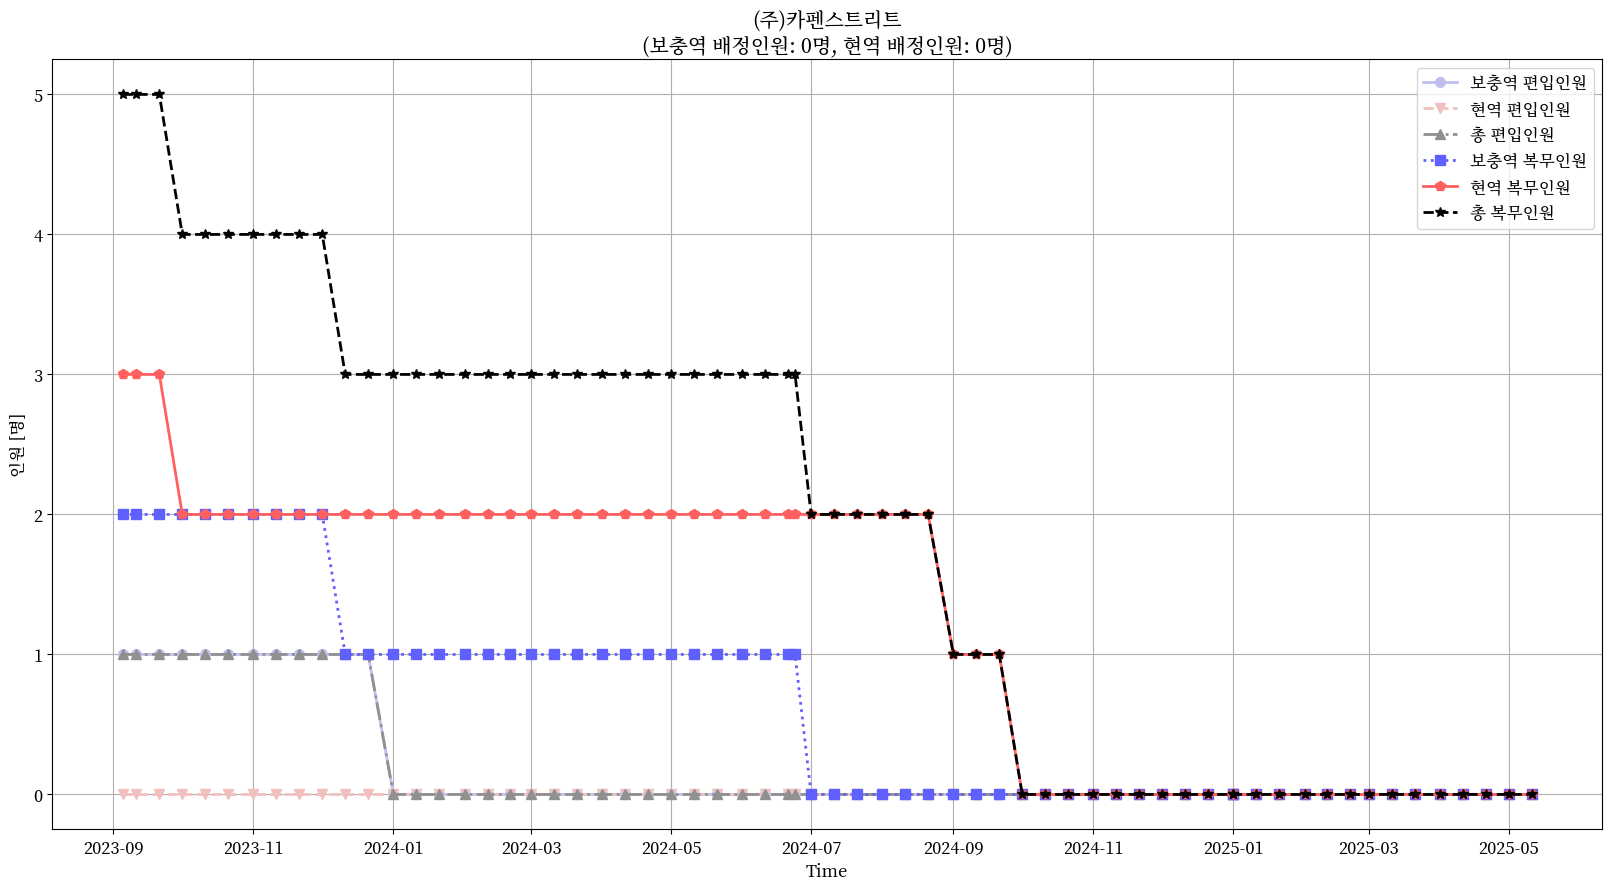 (주)카펜스트리트
(보충역 배정인원: 0명, 현역 배정인원: 0명)
보충역 편입인원
현역 편입인원
총 편입인원
보충역 복무인원
현역 복무인원
총 복무인원
인원 [명]
5
4
3
2
1
0
2023-09 2023-11 2024-01 2024-03 2024-05 2024-07 2024-09 2024-11 2025-01 2025-03 2025-05
Time